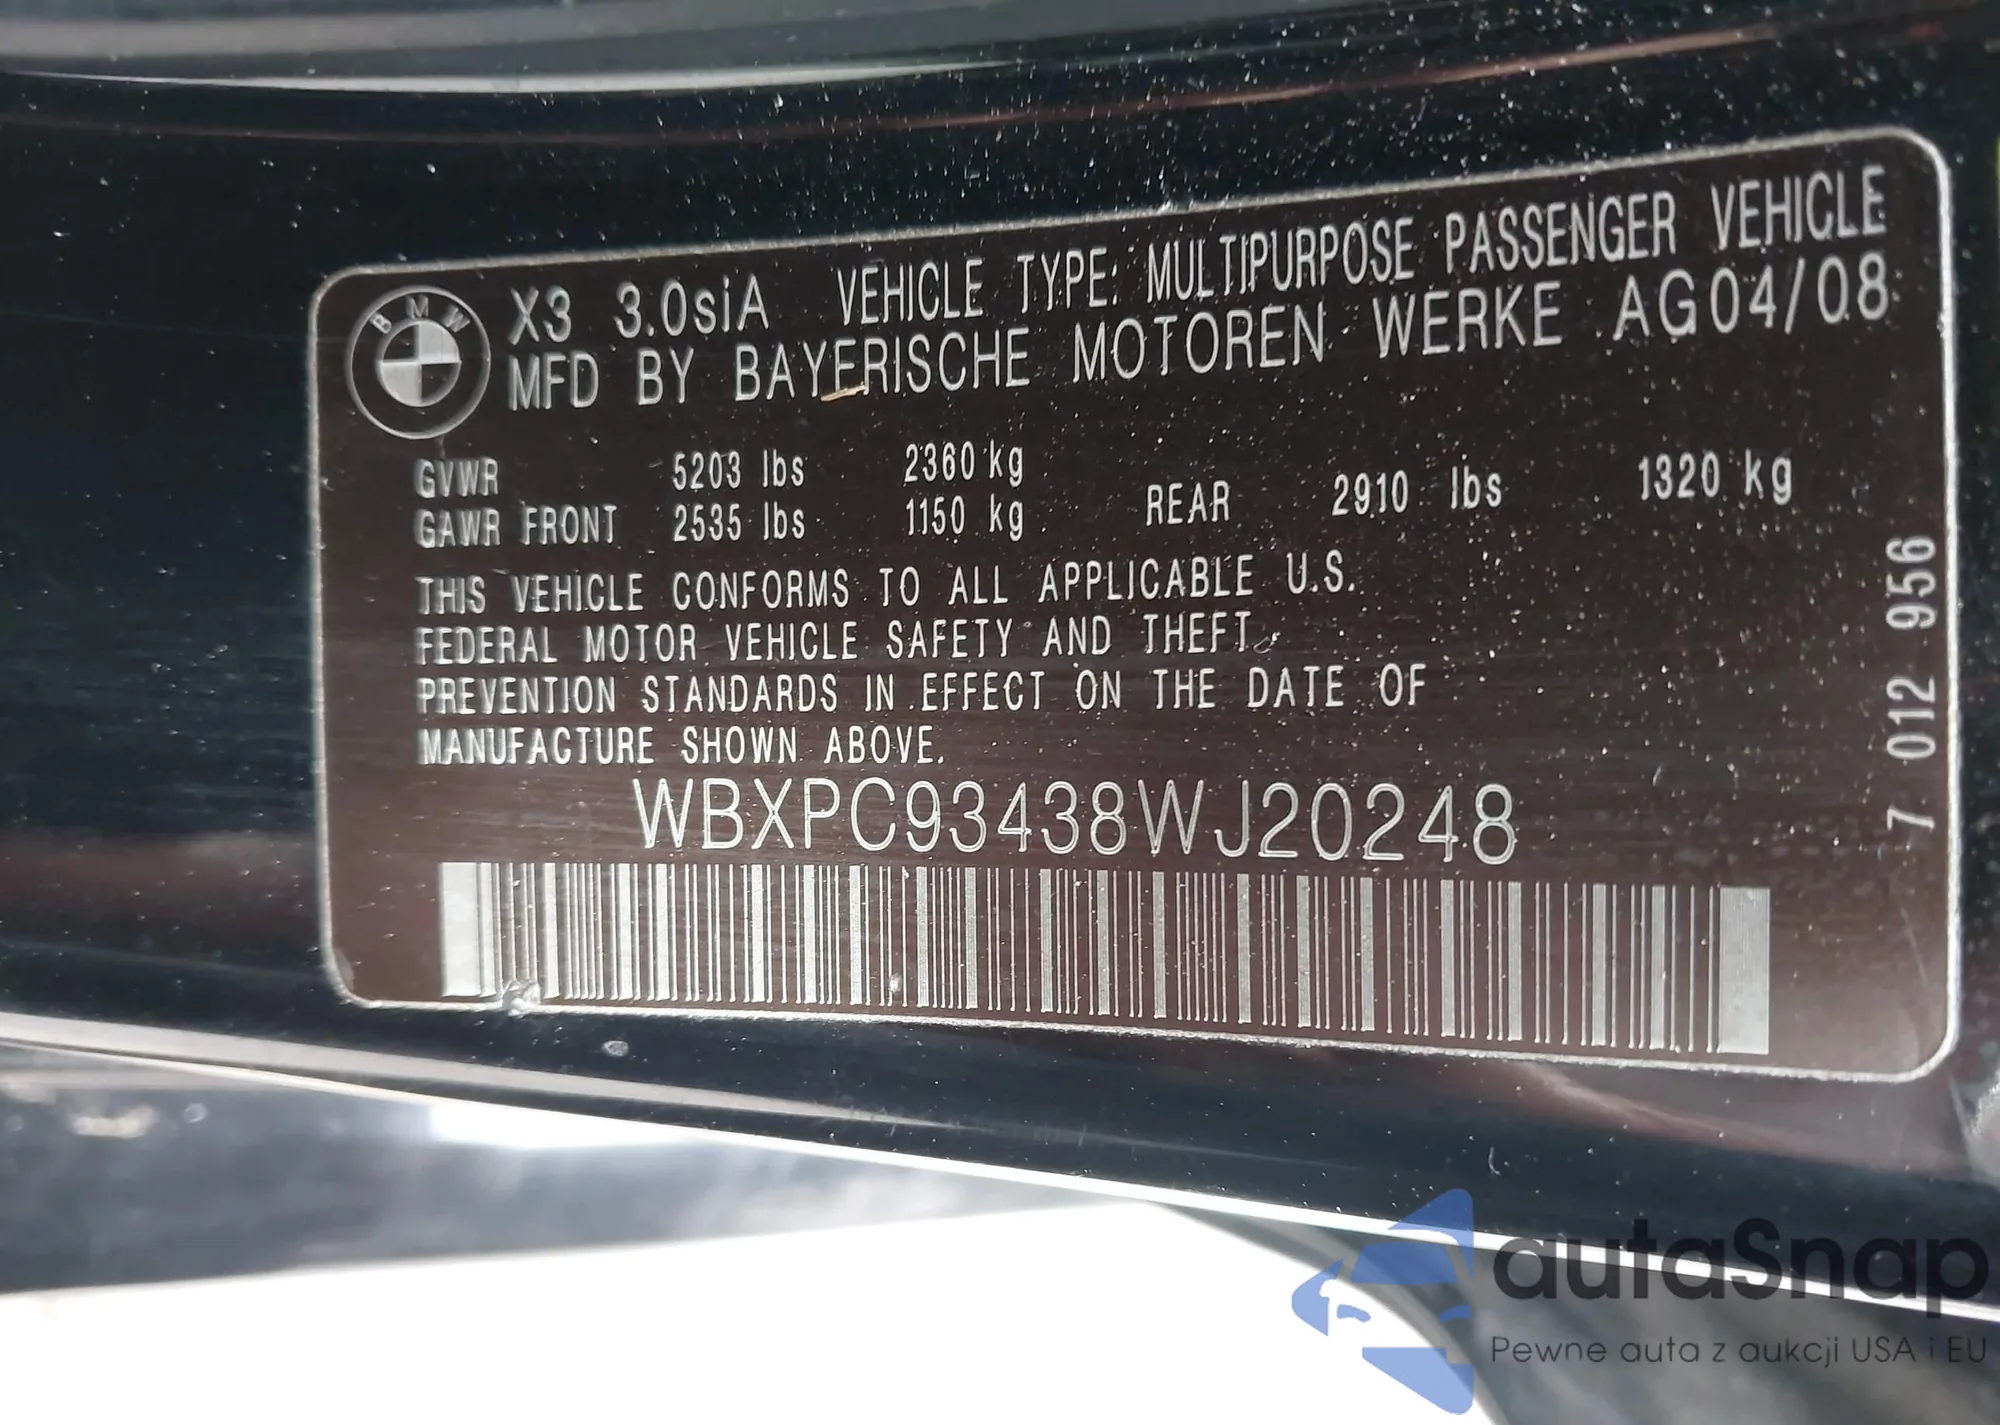 BMW
X3 3.0siA VEHICLE TYPE: MULTIPURPOSE PASSENGER VEHICLE
MFD BY BAYERISCHE MOTOREN WERKE AG 04/08
GVWR 5203 lbs 2360 kg
GAWR FRONT 2535 lbs 1150 kg REAR 2910 lbs 1320 kg
THIS VEHICLE CONFORMS TO ALL APPLICABLE U.S.
FEDERAL MOTOR VEHICLE SAFETY AND THEFT
PREVENTION STANDARDS IN EFFECT ON THE DATE OF
MANUFACTURE SHOWN ABOVE.
WBXPC93438WJ20248
7 012 956
autaSnap
Pewne auta z aukcji USA i EU